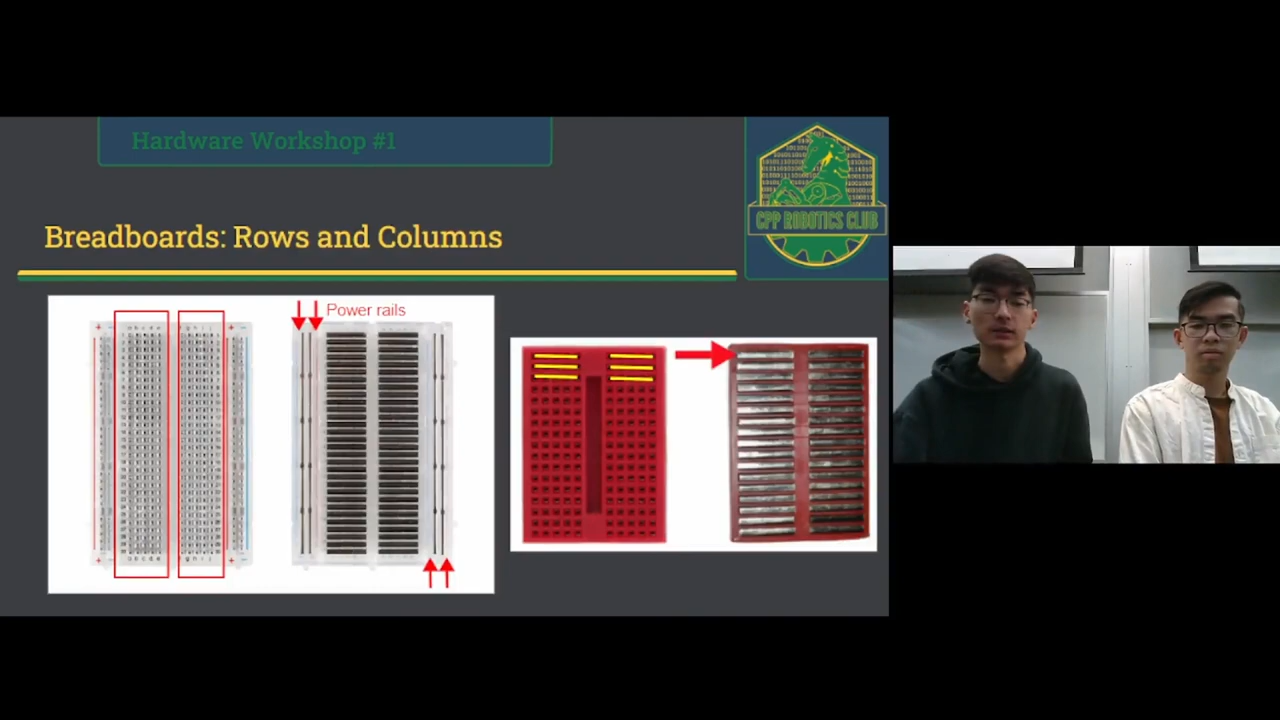 Hardware Workshop #1
CPP ROBOTICS CLUB
Breadboards: Rows and Columns
Power rails